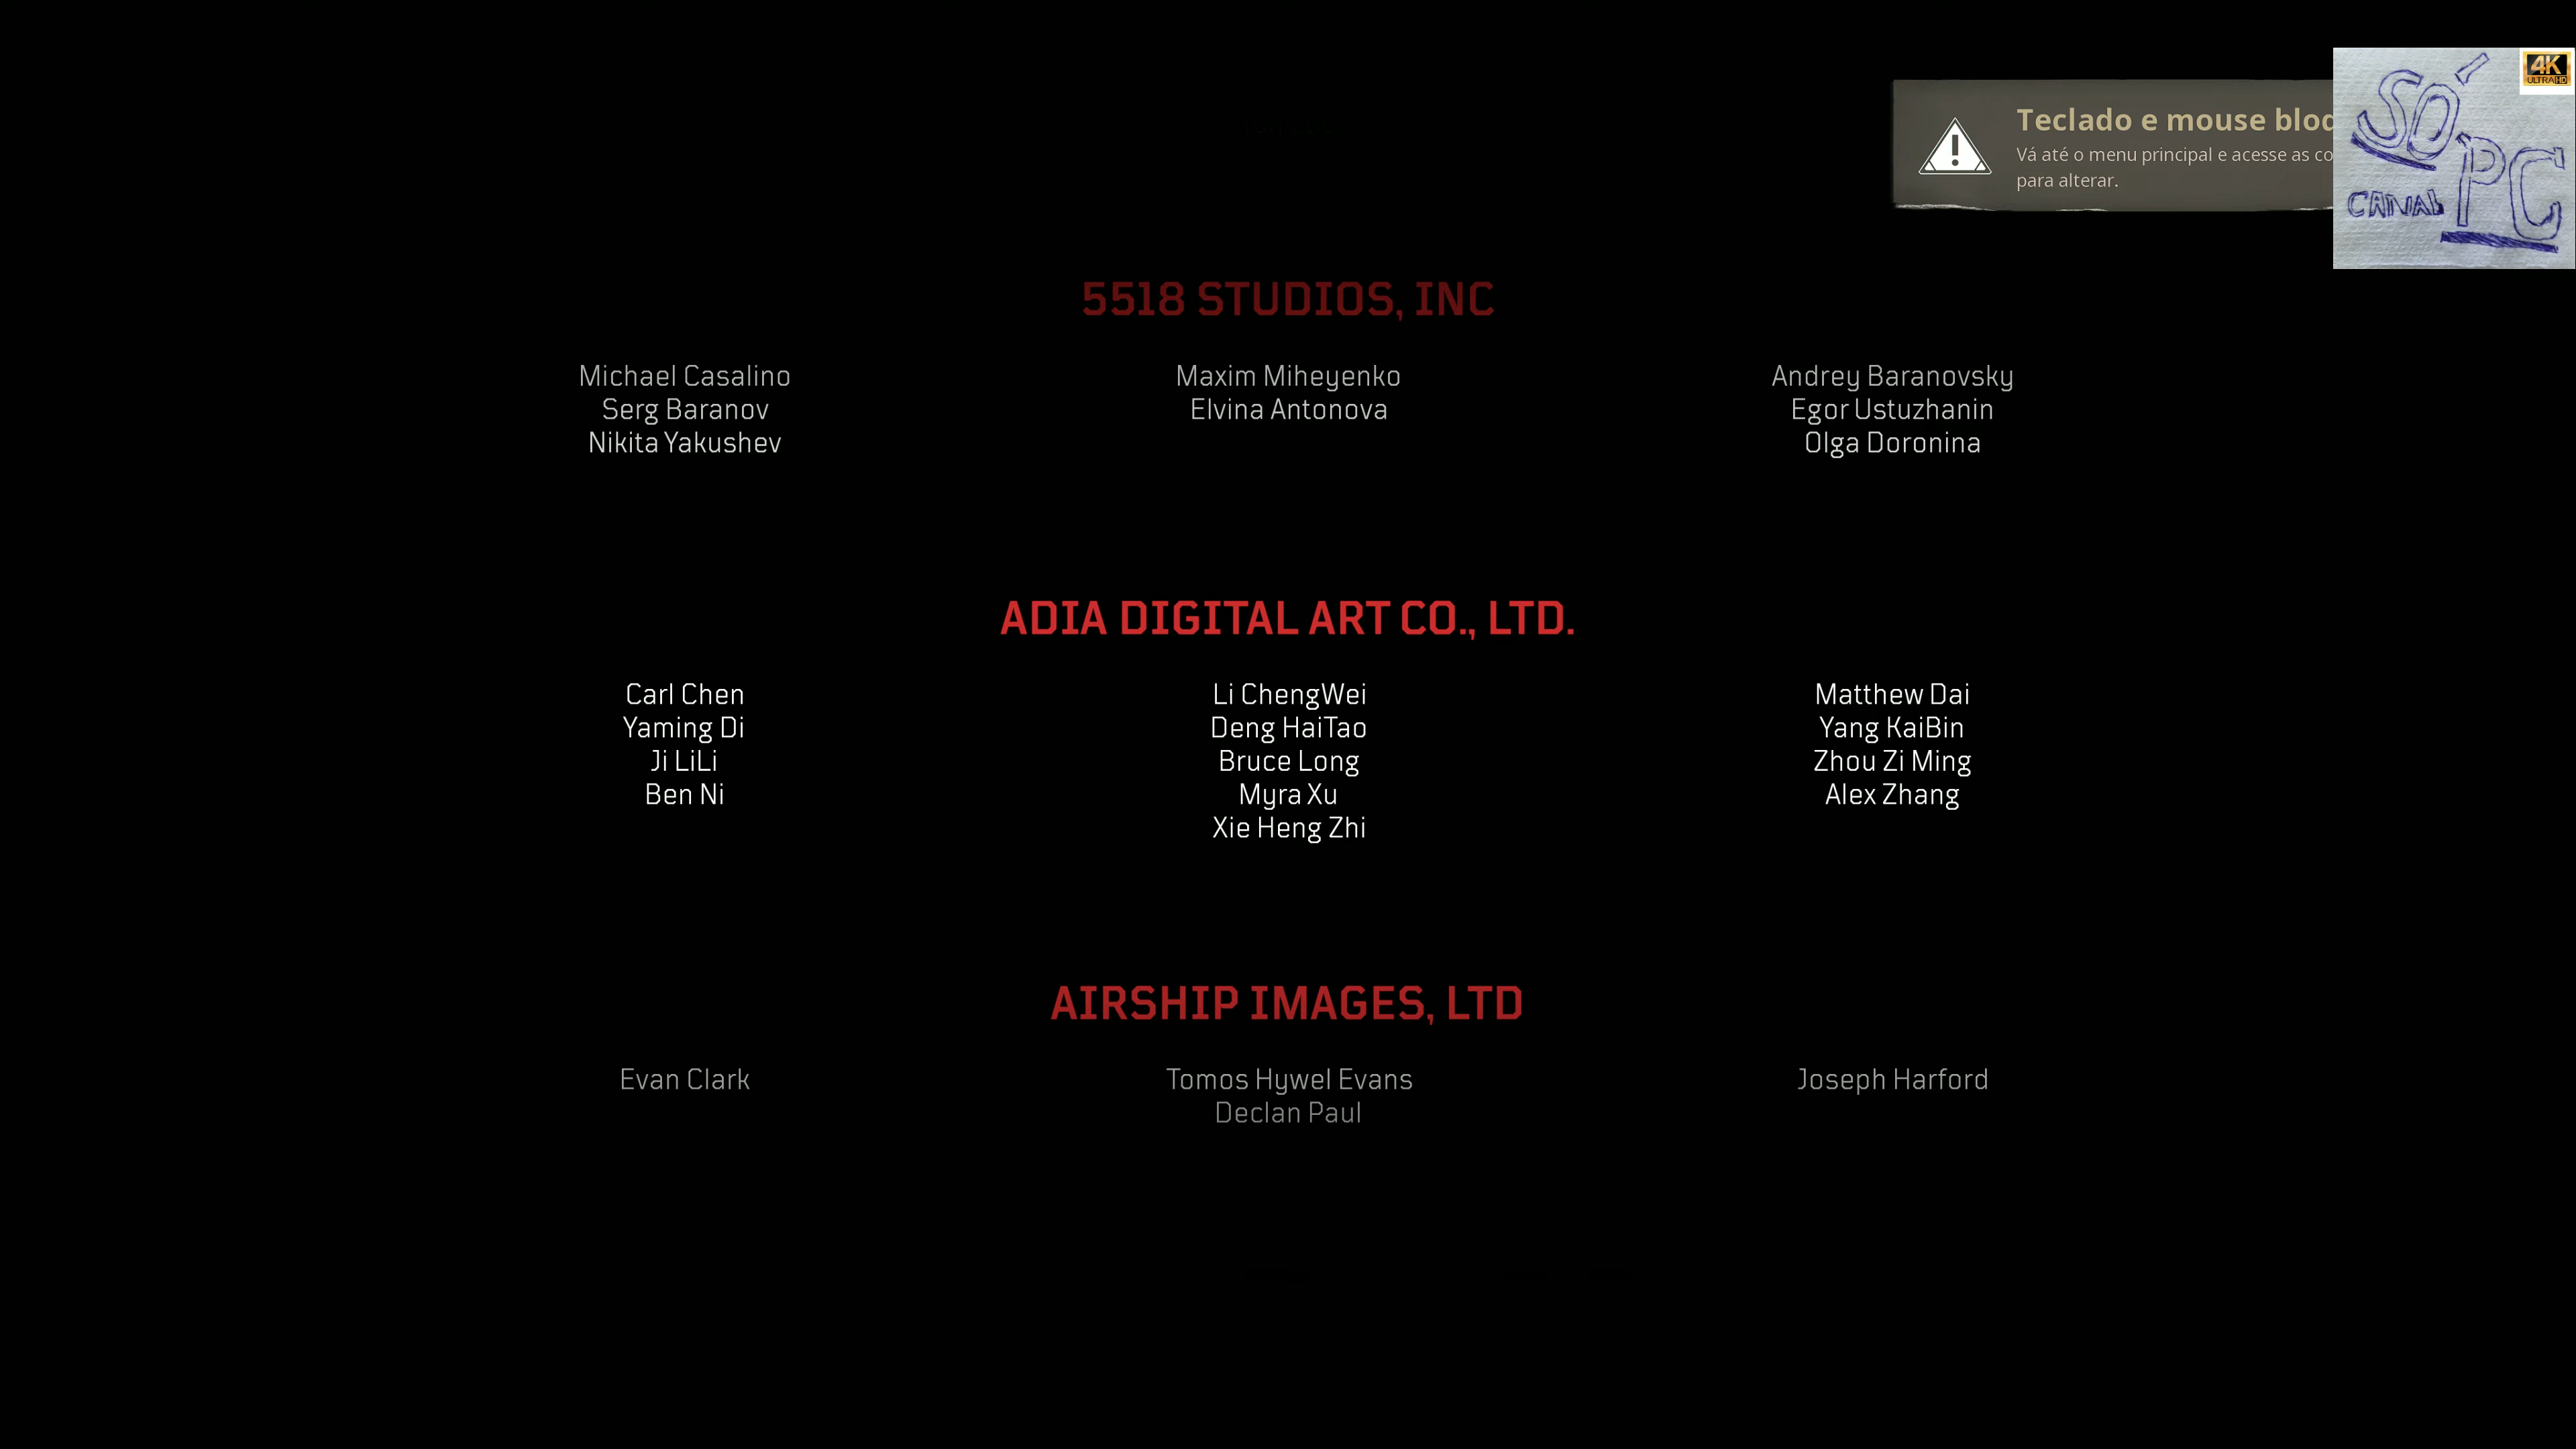 4K
ULTRA HD
SÓ
PC
CANAL
Teclado e mouse bloq
Vá até o menu principal e acesse as co
para alterar.
5518 STUDIOS, INC
Michael Casalino
Maxim Miheyenko
Andrey Baranovsky
Serg Baranov
Elvina Antonova
Egor Ustuzhanin
Nikita Yakushev
Olga Doronina
ADIA DIGITAL ART CO., LTD.
Carl Chen
Li ChengWei
Matthew Dai
Yaming Di
Deng HaiTao
Yang KaiBin
Ji LiLi
Bruce Long
Zhou Zi Ming
Ben Ni
Myra Xu
Alex Zhang
Xie Heng Zhi
AIRSHIP IMAGES, LTD
Evan Clark
Tomos Hywel Evans
Joseph Harford
Declan Paul